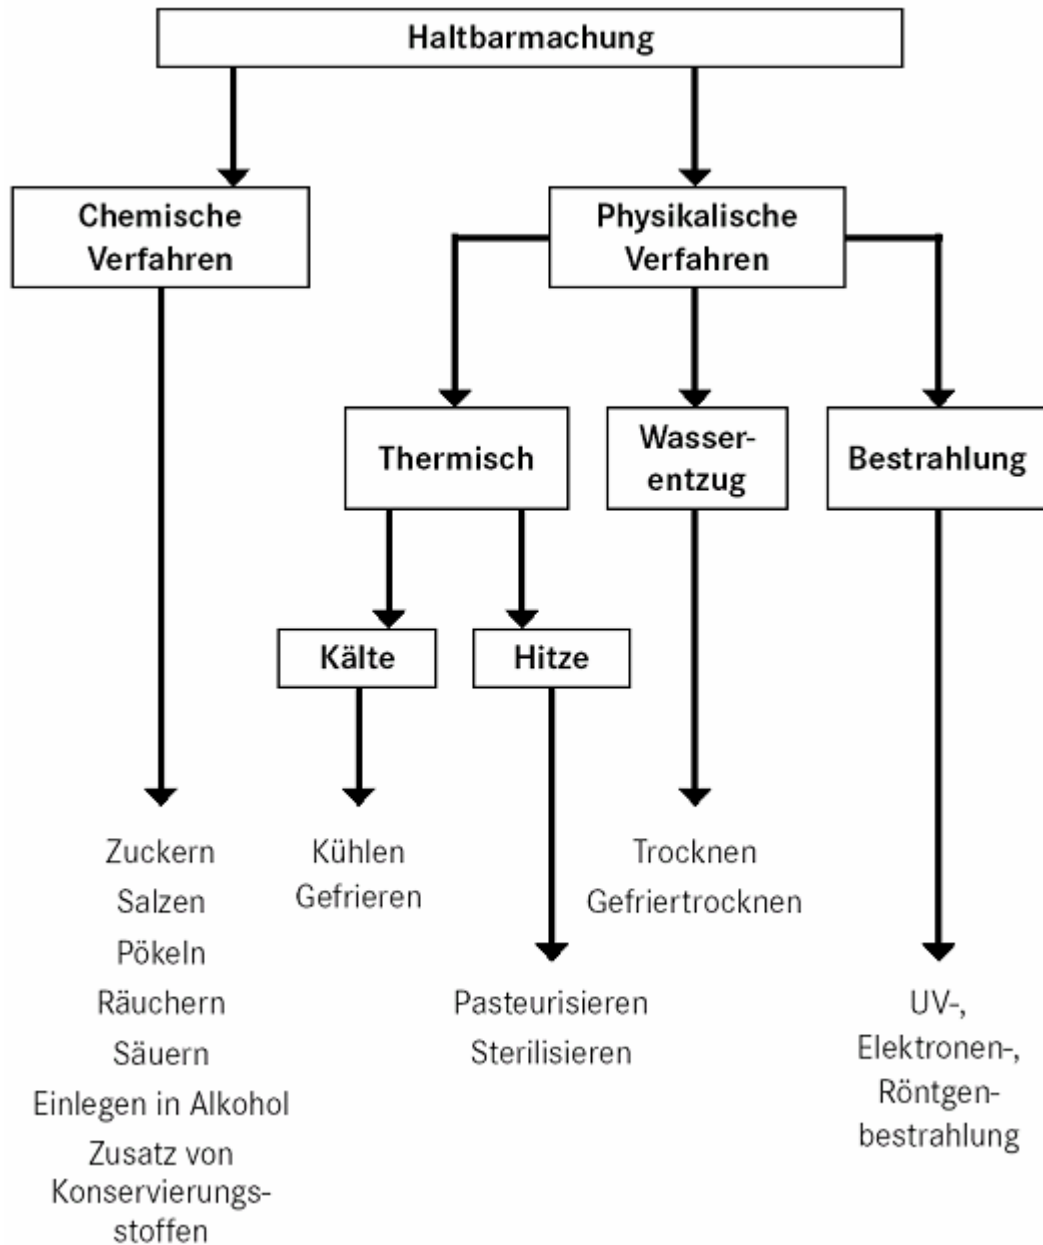 Haltbarmachung
Chemische
Verfahren
Physikalische
Verfahren
Thermisch
Wasser-
entzug
Bestrahlung
Kälte
Hitze
Zuckern
Salzen
Pökeln
Räuchern
Säuern
Einlegen in Alkohol
Zusatz von
Konservierungs-
stoffen
Kühlen
Gefrieren
Pasteurisieren
Sterilisieren
Trocknen
Gefriertrocknen
UV-,
Elektronen-,
Röntgen-
bestrahlung